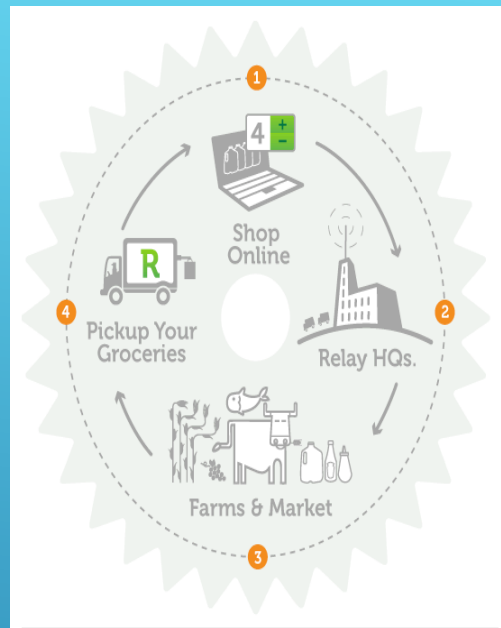 1
4 + −
Shop
Online
2
Relay HQs.
3
Farms & Market
4
R
Pickup Your
Groceries